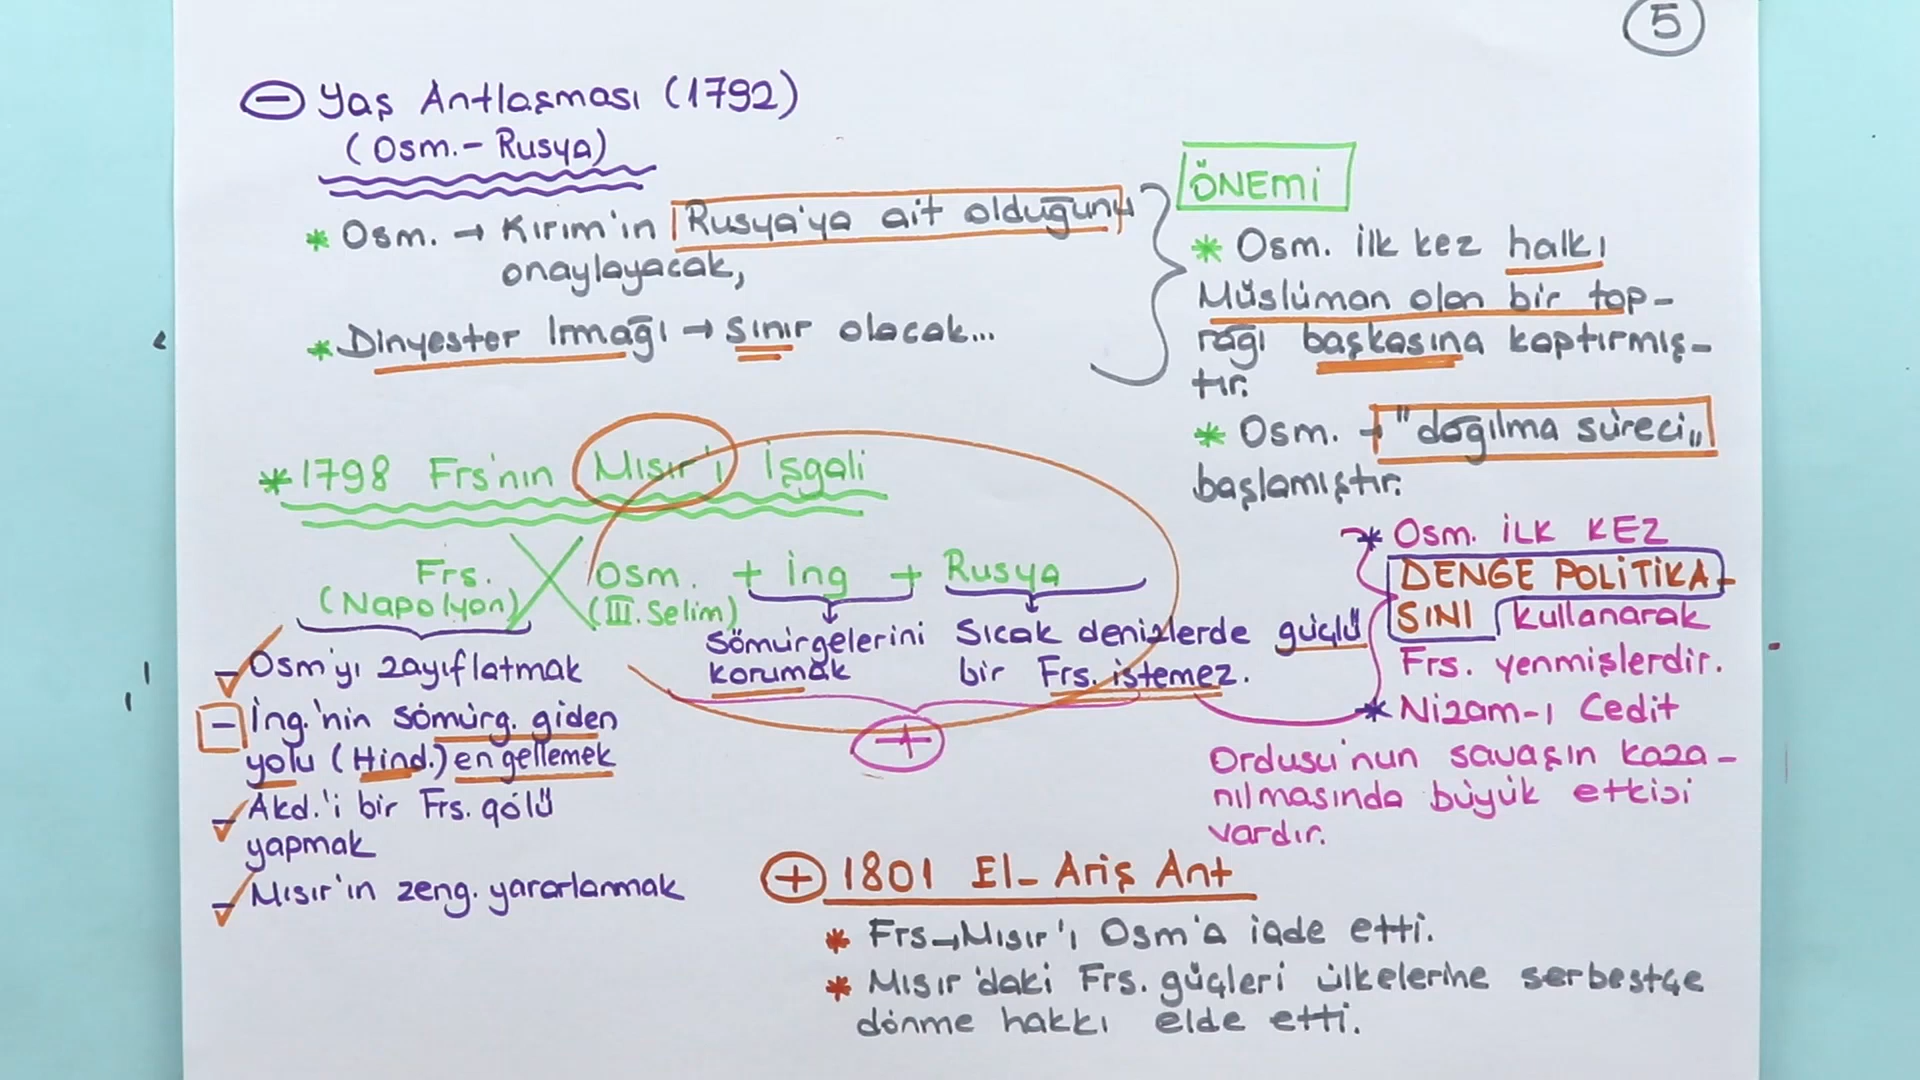 5
⊖ Yaş Antlaşması (1792)
(Osm.- Rusya)
* Osm. → Kırım'ın Rusya'ya ait olduğunu
onaylayacak,
* Dinyester Irmağı → sınır olacak...
ÖNEMİ
* Osm. ilk kez halkı
Müslüman olan bir top-
rağı başkasına kaptırmış-
tır.
* Osm. → "dağılma süreci"
başlamıştır.
* 1798 Frs'nın Mısır'ı İşgali
Frs. X Osm. + İng + Rusya
(Napolyon) (III. Selim)
- Osm'yı zayıflatmak
- İng.'nin sömürg. giden
yolu (Hind.) engellemek
- Akd.'i bir Frs. gölü
yapmak
- Mısır'ın zeng. yararlanmak
Sömürgelerini
korumak
Sıcak denizlerde güçlü
bir Frs. istemez.
+
* Osm. İLK KEZ
DENGE POLİTİKA-
SINI kullanarak
Frs. yenmişlerdir.
* Nizam-ı Cedit
Ordusu'nun savaşın kaza-
nılmasında büyük etkisi
vardır.
⊕ 1801 El-Ariş Ant
* Frs→Mısır'ı Osm'a iade etti.
* Mısır'daki Frs. güçleri ülkelerine serbestçe
dönme hakkı elde etti.